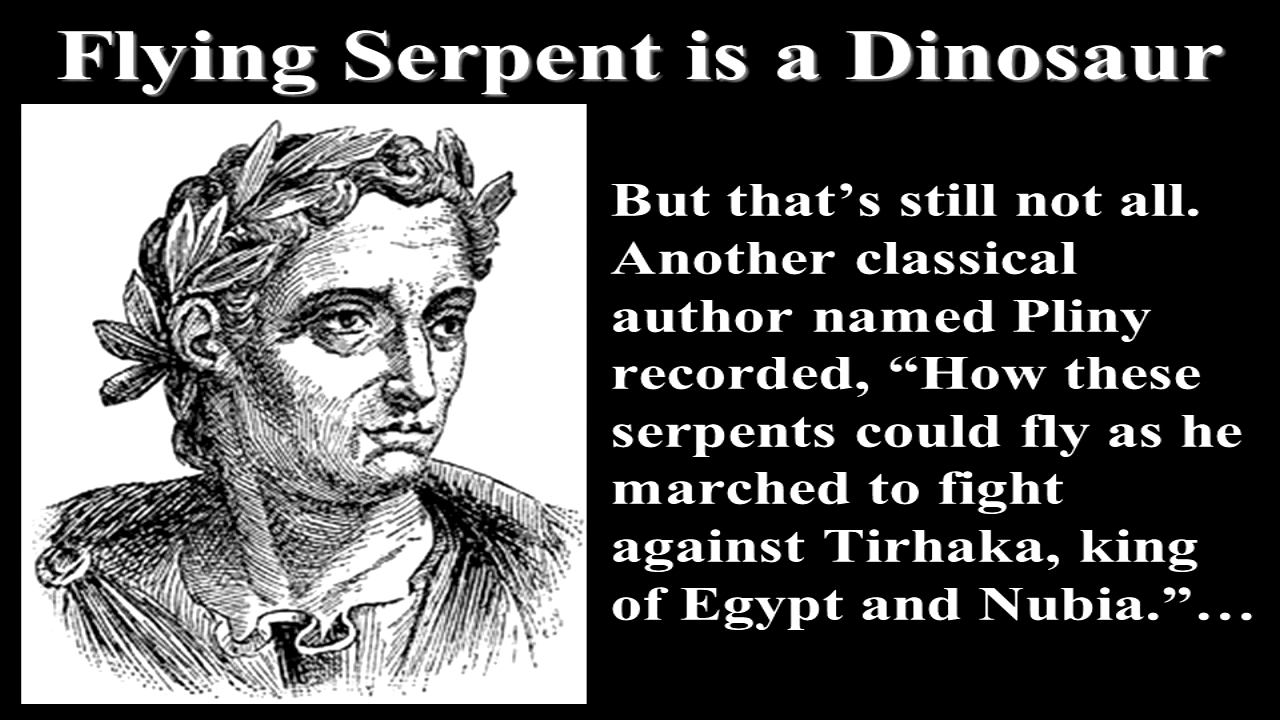 Flying Serpent is a Dinosaur
But that’s still not all.
Another classical
author named Pliny
recorded, “How these
serpents could fly as he
marched to fight
against Tirhaka, king
of Egypt and Nubia.”…